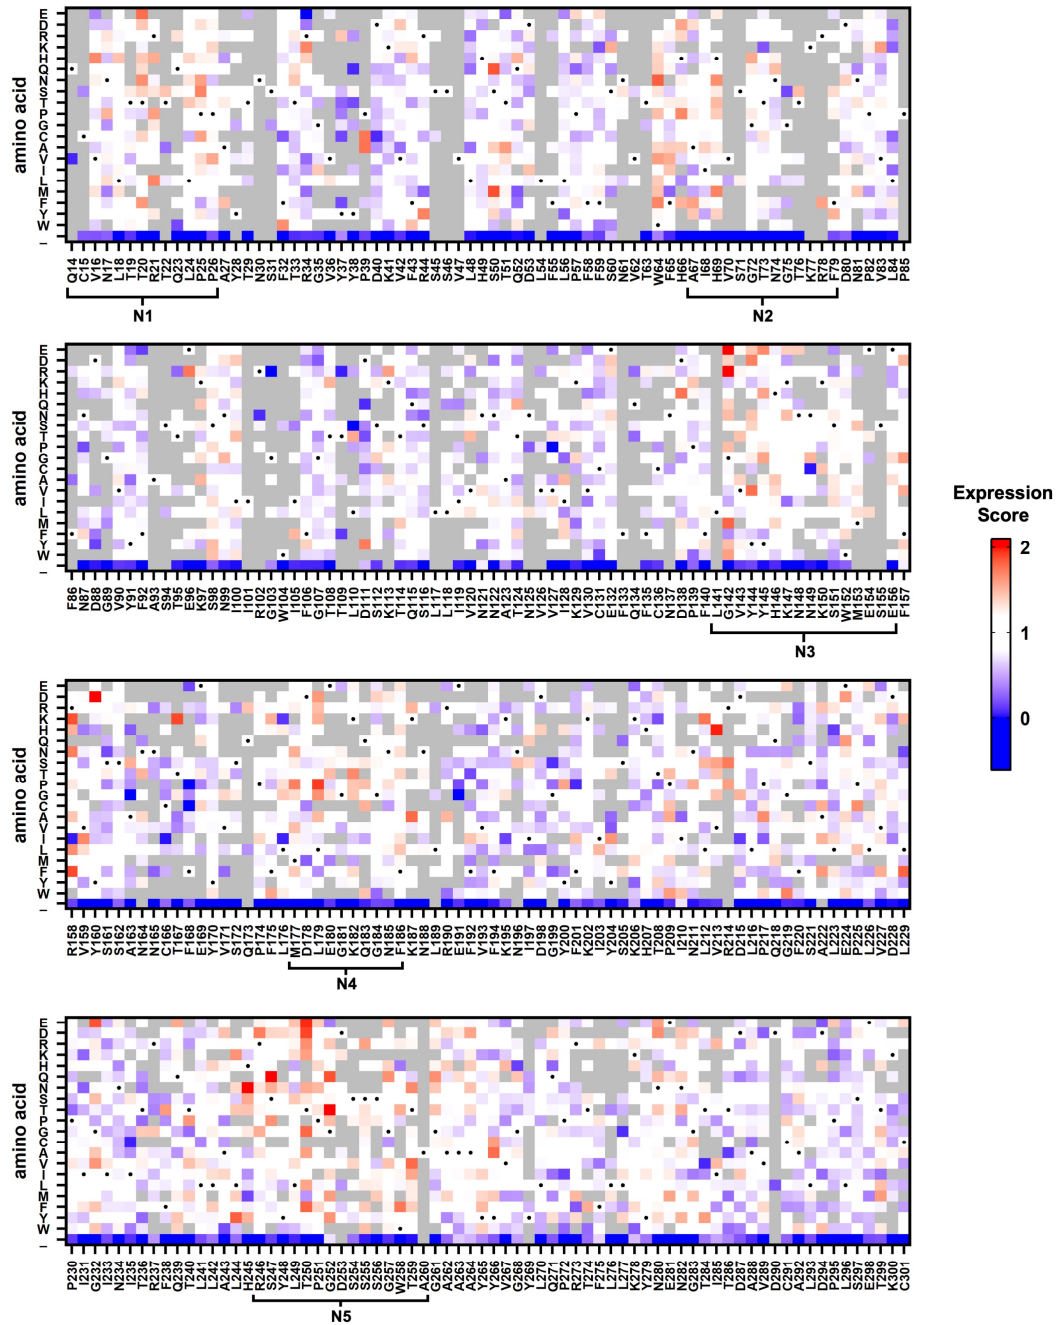 amino acid
E
D
R
K
H
Q
N
S
T
P
G
C
A
V
I
L
M
F
Y
W
_
Q14 C15 V16 N17 L18 T19 T20 R21 T22 Q23 L24 P25 P26 A27 Y28 T29 N30 S31 F32 T33 R34 G35 V36 Y37 Y38 P39 D40 K41 V42 F43 R44 S45 S46 V47 L48 H49 S50 T51 Q52 D53 L54 F55 L56 P57 F58 F59 S60 N61 V62 T63 W64 F65 H66 A67 I68 H69 V70 S71 G72 T73 N74 G75 T76 K77 R78 F79 D80 N81 P82 V83 L84 P85
N1 N2
amino acid
E
D
R
K
H
Q
N
S
T
P
G
C
A
V
I
L
M
F
Y
W
_
F86 N87 D88 G89 V90 Y91 F92 A93 S94 T95 E96 K97 S98 N99 I100 I101 R102 G103 W104 I105 F106 G107 T108 T109 L110 D111 S112 K113 T114 Q115 S116 L117 L118 I119 V120 N121 N122 A123 T124 N125 V126 V127 I128 K129 V130 C131 E132 F133 Q134 F135 C136 N137 D138 P139 F140 L141 G142 V143 Y144 Y145 H146 K147 N148 N149 K150 S151 W152 M153 E154 S155 E156 F157
N3
Expression
Score
2
1
0
amino acid
E
D
R
K
H
Q
N
S
T
P
G
C
A
V
I
L
M
F
Y
W
_
R158 V159 Y160 S161 S162 A163 N164 N165 C166 T167 F168 E169 Y170 V171 S172 Q173 P174 F175 L176 M177 D178 L179 E180 G181 K182 Q183 G184 N185 F186 K187 N188 L189 R190 E191 F192 V193 F194 K195 N196 I197 D198 G199 Y200 F201 K202 I203 Y204 S205 K206 H207 T208 P209 I210 N211 L212 V213 R214 D215 L216 P217 Q218 G219 F220 S221 A222 L223 E224 P225 L226 V227 D228 L229
N4
amino acid
E
D
R
K
H
Q
N
S
T
P
G
C
A
V
I
L
M
F
Y
W
_
P230 I231 G232 I233 N234 I235 T236 R237 F238 Q239 T240 L241 L242 A243 L244 H245 R246 S247 Y248 L249 T250 P251 G252 D253 S254 S255 S256 G257 W258 T259 A260 G261 A262 A263 A264 Y265 Y266 V267 G268 Y269 L270 Q271 P272 R273 T274 F275 L276 L277 K278 Y279 N280 E281 N282 G283 T284 I285 T286 D287 A288 V289 D290 C291 A292 L293 D294 P295 L296 S297 E298 T299 K300 C301
N5